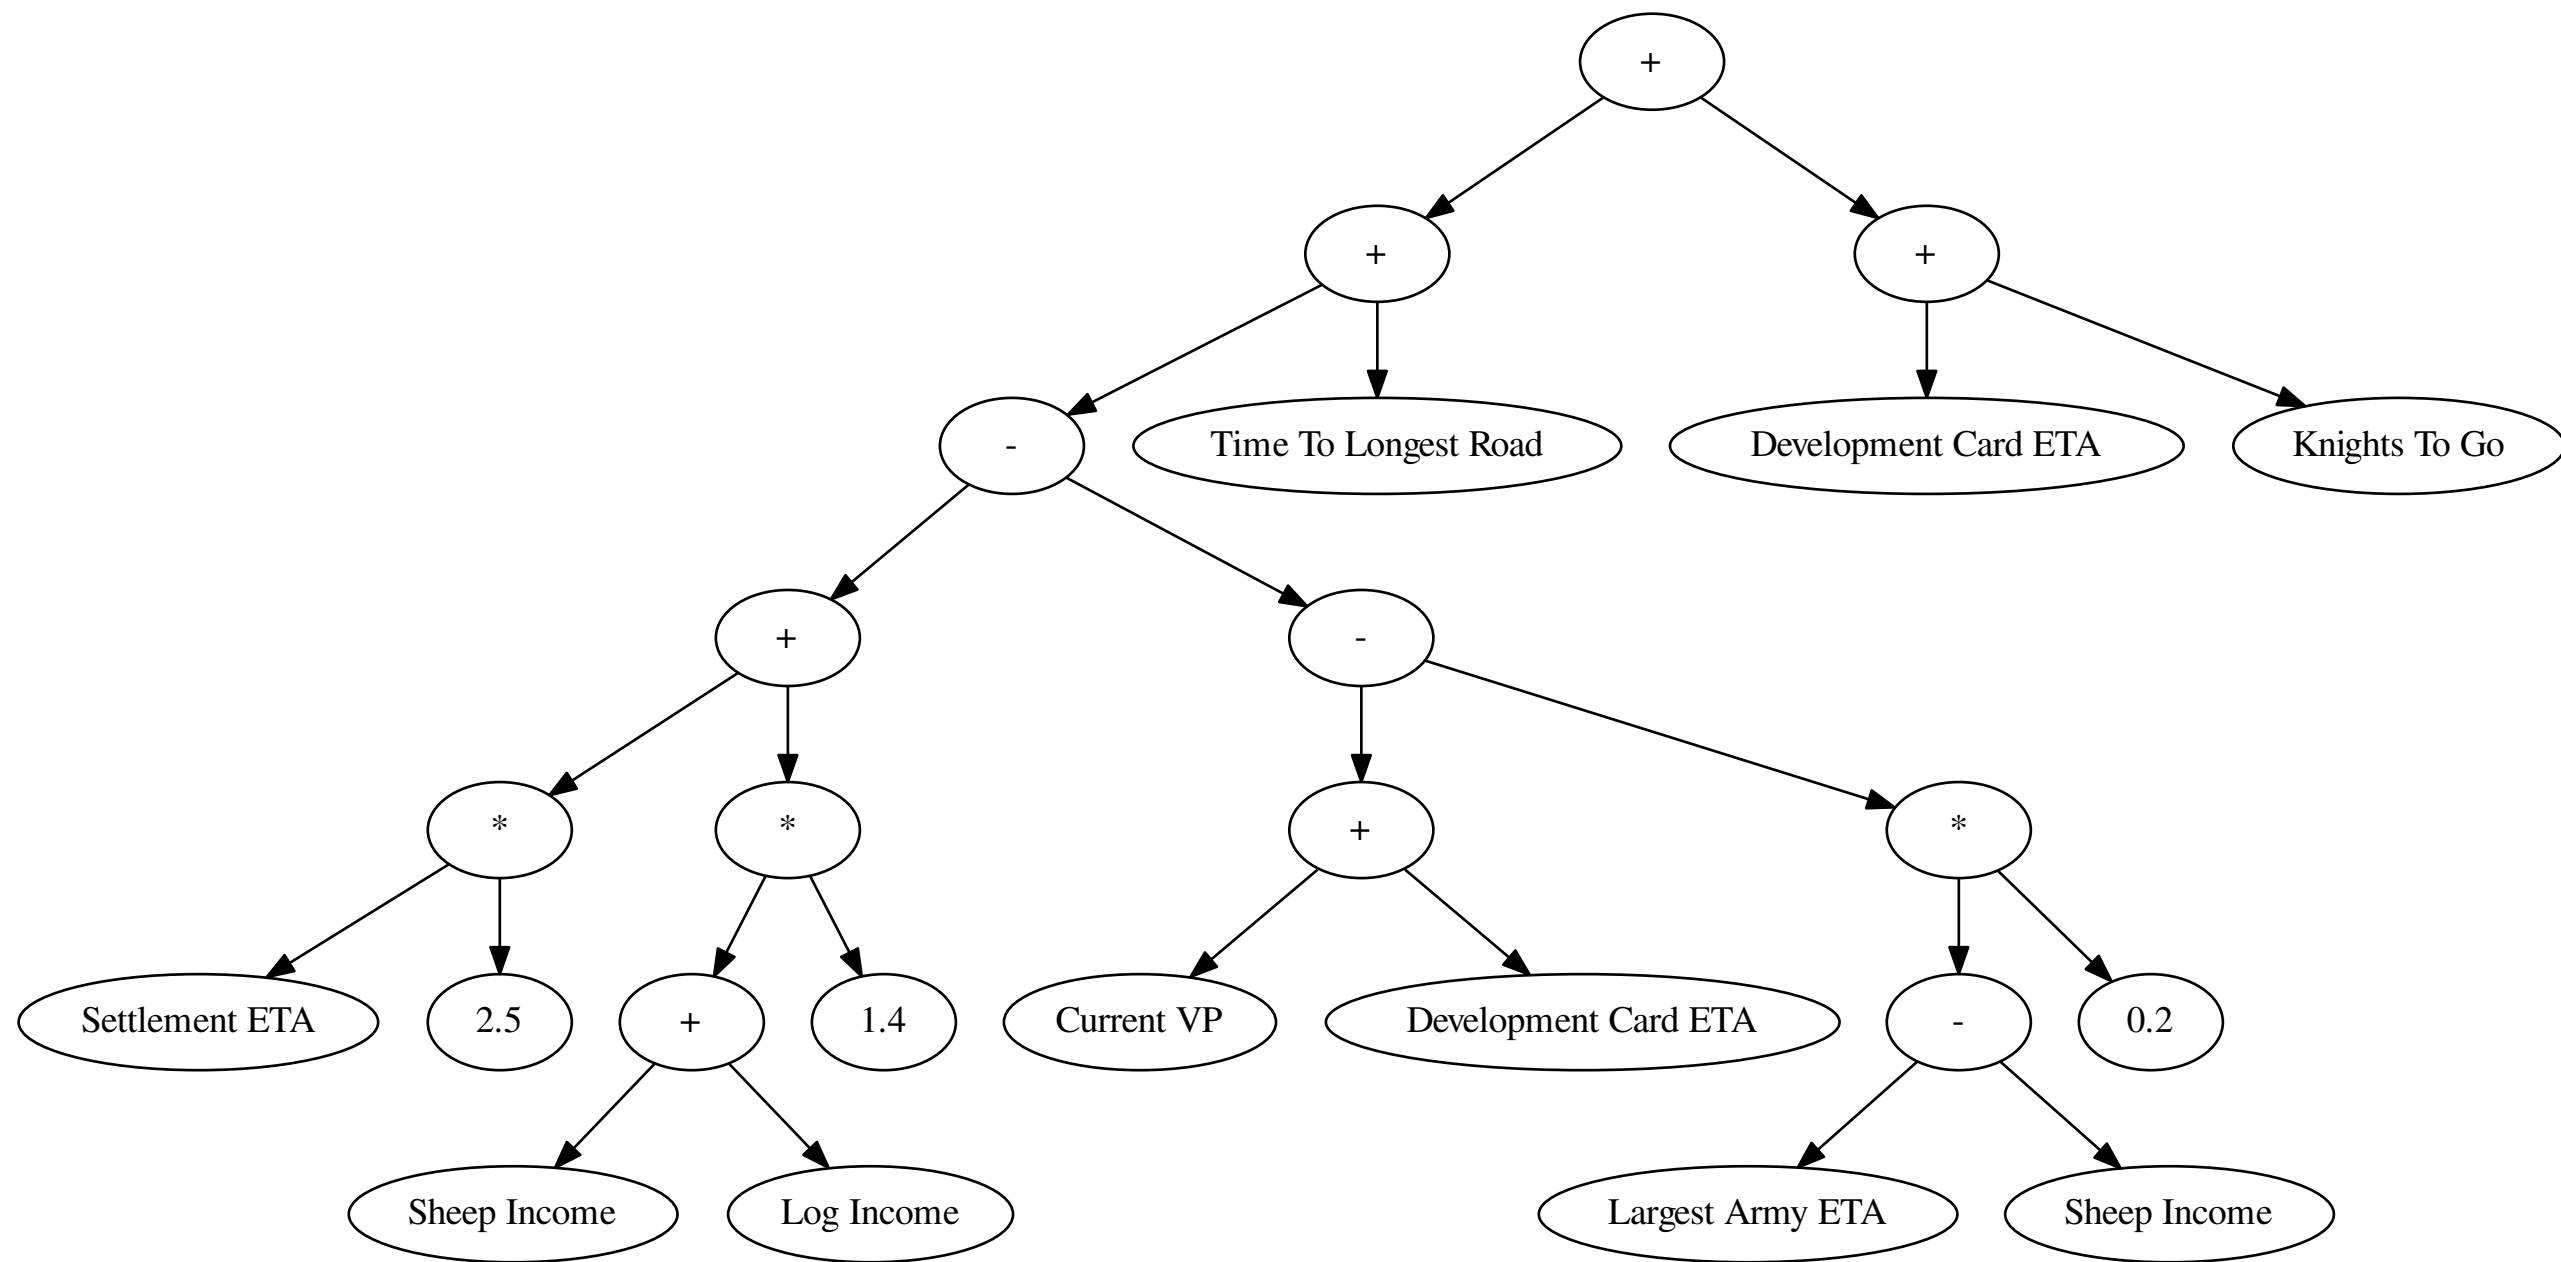 +
+
+
-
Time To Longest Road
Development Card ETA
Knights To Go
+
-
*
*
+
*
Settlement ETA
2.5
+
1.4
Current VP
Development Card ETA
-
0.2
Sheep Income
Log Income
Largest Army ETA
Sheep Income